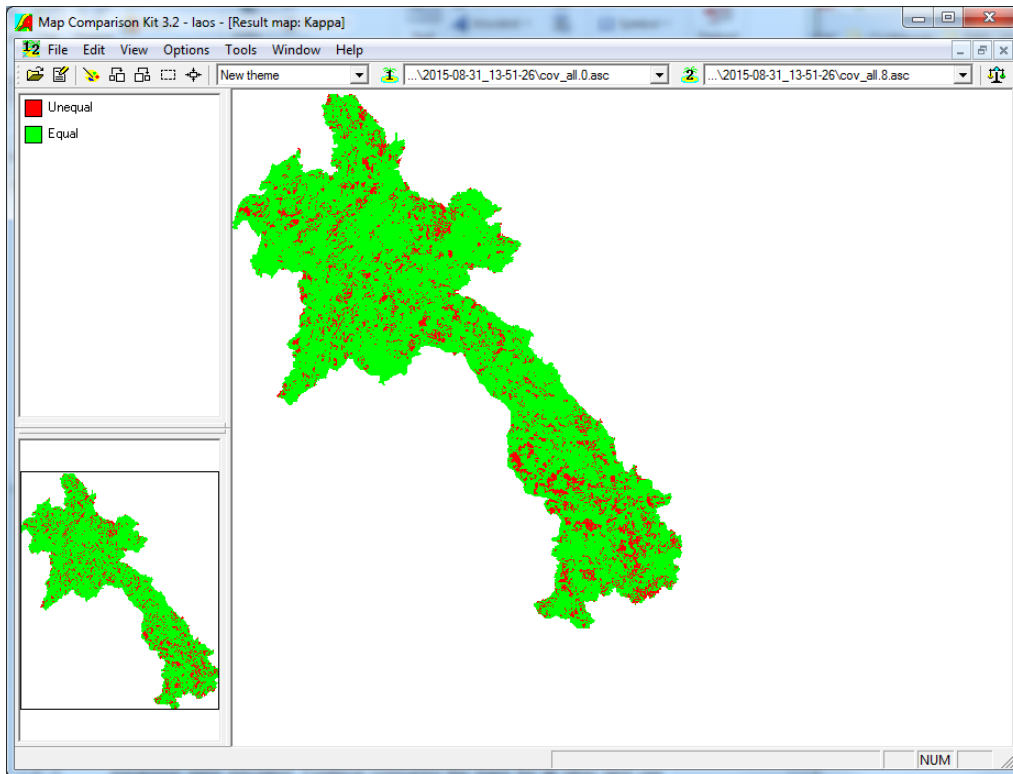 Map Comparison Kit 3.2 - laos - [Result map: Kappa]
File Edit View Options Tools Window Help
New theme 1 ...\2015-08-31_13-51-26\cov_all.0.asc 2 ...\2015-08-31_13-51-26\cov_all.8.asc
Unequal
Equal
NUM